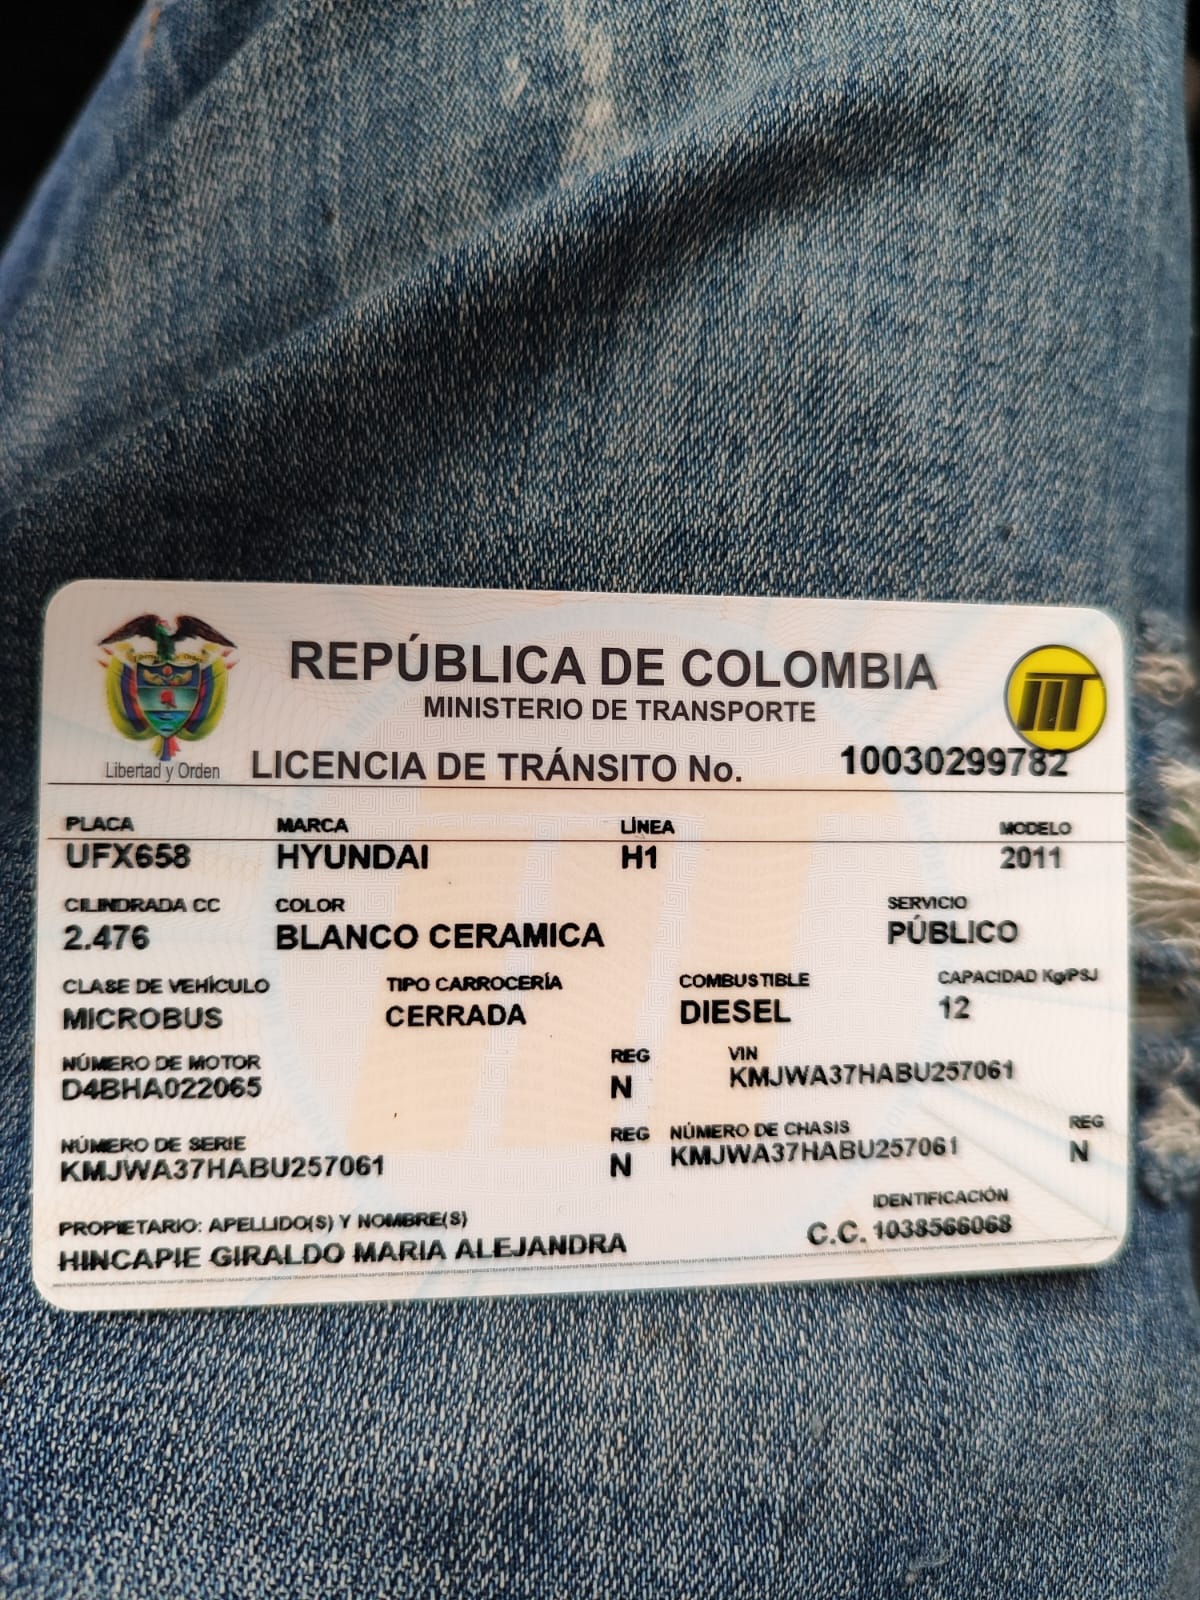 REPÚBLICA DE COLOMBIA
MINISTERIO DE TRANSPORTE
Libertad y Orden
LICENCIA DE TRÁNSITO No. 10030299782
PLACA MARCA LÍNEA MODELO
UFX658 HYUNDAI H1 2011
CILINDRADA CC COLOR SERVICIO
2.476 BLANCO CERAMICA PÚBLICO
CLASE DE VEHÍCULO TIPO CARROCERÍA COMBUSTIBLE CAPACIDAD Kg/PSJ
MICROBUS CERRADA DIESEL 12
NÚMERO DE MOTOR REG VIN
D4BHA022065 N KMJWA37HABU257061
NÚMERO DE SERIE REG NÚMERO DE CHASIS REG
KMJWA37HABU257061 N KMJWA37HABU257061 N
PROPIETARIO: APELLIDO(S) Y NOMBRE(S) IDENTIFICACIÓN
HINCAPIE GIRALDO MARIA ALEJANDRA C.C. 1038566068